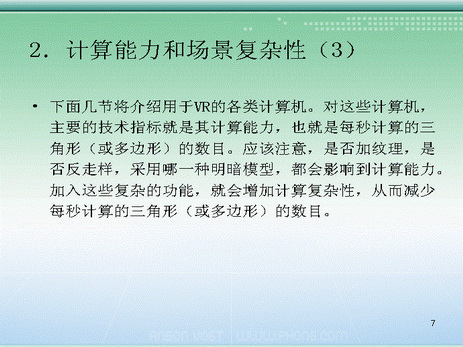 2．计算能力和场景复杂性（3）
• 下面几节将介绍用于VR的各类计算机。对这些计算机，
主要的技术指标就是其计算能力，也就是每秒计算的三
角形（或多边形）的数目。应该注意，是否加纹理，是
否反走样，采用哪一种明暗模型，都会影响到计算能力。
加入这些复杂的功能，就会增加计算复杂性，从而减少
每秒计算的三角形（或多边形）的数目。
7